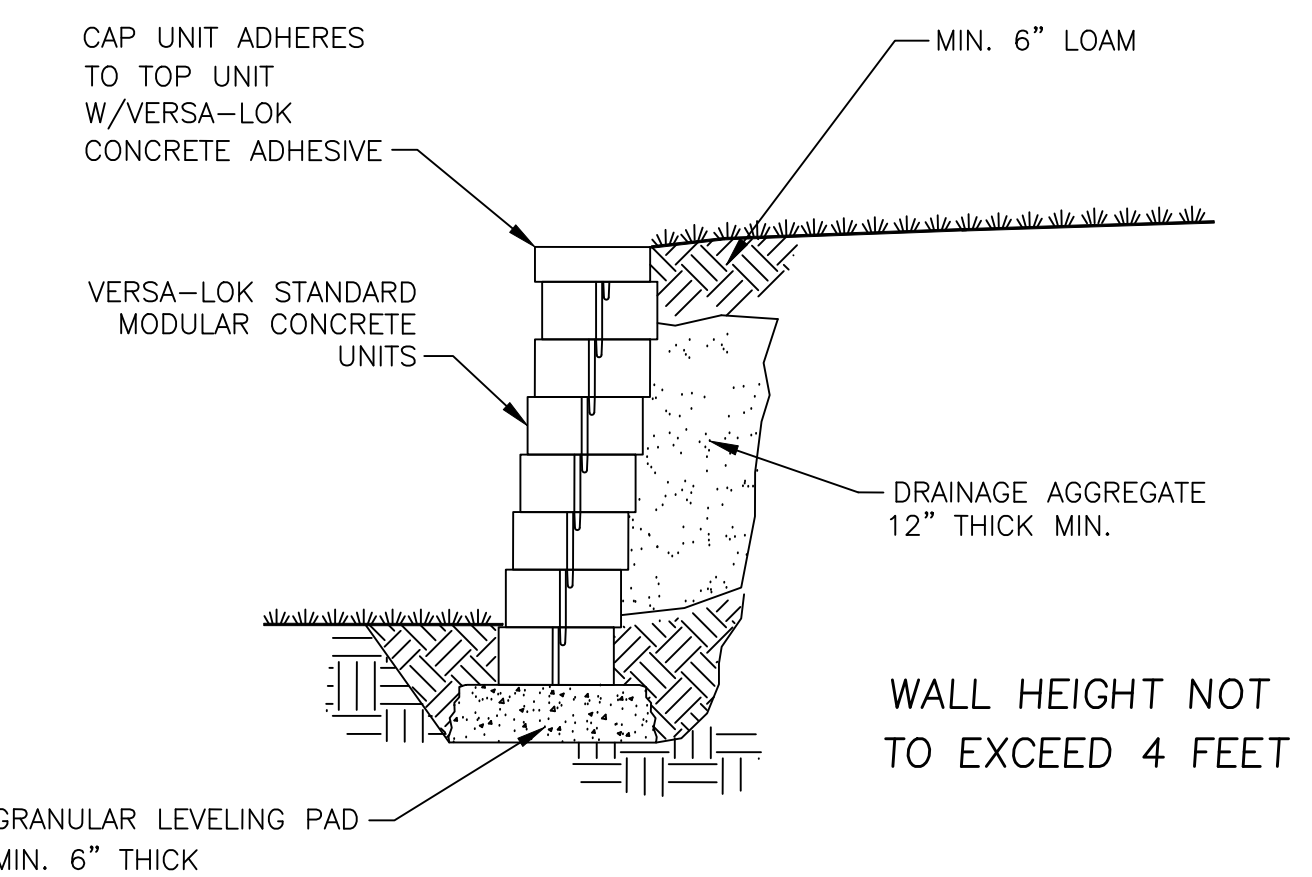 CAP UNIT ADHERES
TO TOP UNIT
W/VERSA-LOK
CONCRETE ADHESIVE
MIN. 6” LOAM
VERSA-LOK STANDARD
MODULAR CONCRETE
UNITS
DRAINAGE AGGREGATE
12” THICK MIN.
WALL HEIGHT NOT
TO EXCEED 4 FEET
GRANULAR LEVELING PAD
MIN. 6” THICK